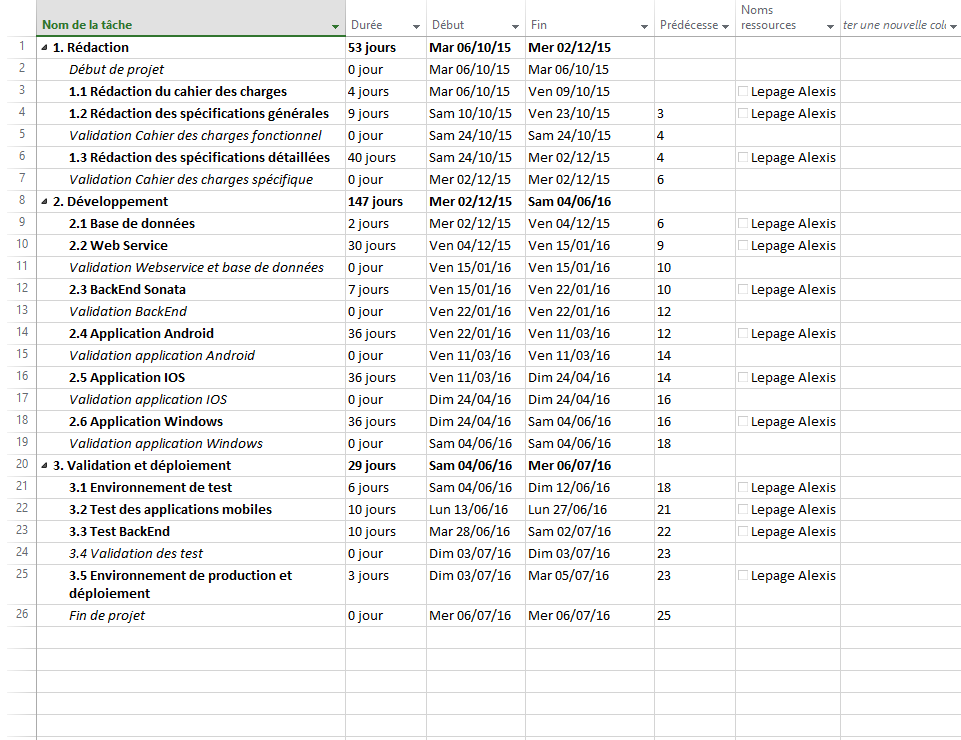 Nom de la tâche Durée Début Fin Prédécesse Noms ressources ter une nouvelle colo
1 1. Rédaction 53 jours Mar 06/10/15 Mer 02/12/15
2 Début de projet 0 jour Mar 06/10/15 Mar 06/10/15
3 1.1 Rédaction du cahier des charges 4 jours Mar 06/10/15 Ven 09/10/15 Lepage Alexis
4 1.2 Rédaction des spécifications générales 9 jours Sam 10/10/15 Ven 23/10/15 3 Lepage Alexis
5 Validation Cahier des charges fonctionnel 0 jour Sam 24/10/15 Sam 24/10/15 4
6 1.3 Rédaction des spécifications détaillées 40 jours Sam 24/10/15 Mer 02/12/15 4 Lepage Alexis
7 Validation Cahier des charges spécifique 0 jour Mer 02/12/15 Mer 02/12/15 6
8 2. Développement 147 jours Mer 02/12/15 Sam 04/06/16
9 2.1 Base de données 2 jours Mer 02/12/15 Ven 04/12/15 6 Lepage Alexis
10 2.2 Web Service 30 jours Ven 04/12/15 Ven 15/01/16 9 Lepage Alexis
11 Validation Webservice et base de données 0 jour Ven 15/01/16 Ven 15/01/16 10
12 2.3 BackEnd Sonata 7 jours Ven 15/01/16 Ven 22/01/16 10 Lepage Alexis
13 Validation BackEnd 0 jour Ven 22/01/16 Ven 22/01/16 12
14 2.4 Application Android 36 jours Ven 22/01/16 Ven 11/03/16 12 Lepage Alexis
15 Validation application Android 0 jour Ven 11/03/16 Ven 11/03/16 14
16 2.5 Application IOS 36 jours Ven 11/03/16 Dim 24/04/16 14 Lepage Alexis
17 Validation application IOS 0 jour Dim 24/04/16 Dim 24/04/16 16
18 2.6 Application Windows 36 jours Dim 24/04/16 Sam 04/06/16 16 Lepage Alexis
19 Validation application Windows 0 jour Sam 04/06/16 Sam 04/06/16 18
20 3. Validation et déploiement 29 jours Sam 04/06/16 Mer 06/07/16
21 3.1 Environnement de test 6 jours Sam 04/06/16 Dim 12/06/16 18 Lepage Alexis
22 3.2 Test des applications mobiles 10 jours Lun 13/06/16 Lun 27/06/16 21 Lepage Alexis
23 3.3 Test BackEnd 10 jours Mar 28/06/16 Sam 02/07/16 22 Lepage Alexis
24 3.4 Validation des test 0 jour Dim 03/07/16 Dim 03/07/16 23
25 3.5 Environnement de production et 3 jours Dim 03/07/16 Mar 05/07/16 23 Lepage Alexis
déploiement
26 Fin de projet 0 jour Mer 06/07/16 Mer 06/07/16 25